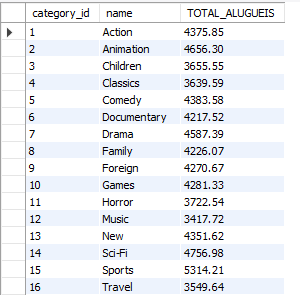 category_id name TOTAL_ALUGUEIS
1 Action 4375.85
2 Animation 4656.30
3 Children 3655.55
4 Classics 3639.59
5 Comedy 4383.58
6 Documentary 4217.52
7 Drama 4587.39
8 Family 4226.07
9 Foreign 4270.67
10 Games 4281.33
11 Horror 3722.54
12 Music 3417.72
13 New 4351.62
14 Sci-Fi 4756.98
15 Sports 5314.21
16 Travel 3549.64